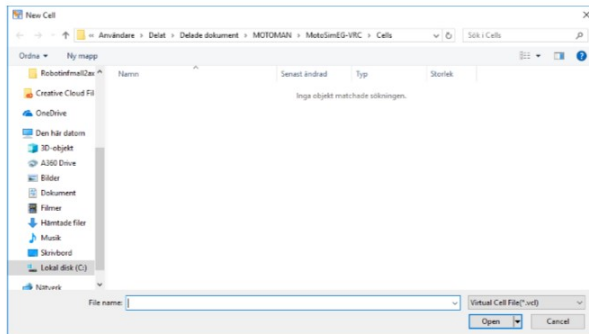 New Cell
« Användare › Delat › Delade dokument › MOTOMAN › MotoSimEG-VRC › Cells
Sök i Cells
Ordna
Ny mapp
Namn
Senast ändrad
Typ
Storlek
Inga objekt matchade sökningen.
Creative Cloud Fil
OneDrive
Den här datorn
3D-objekt
A360 Drive
Bilder
Dokument
Filmer
Hämtade filer
Musik
Skrivbord
Lokal disk (C:)
Nätverk
File name:
Virtual Cell File(*.vcl)
Open
Cancel